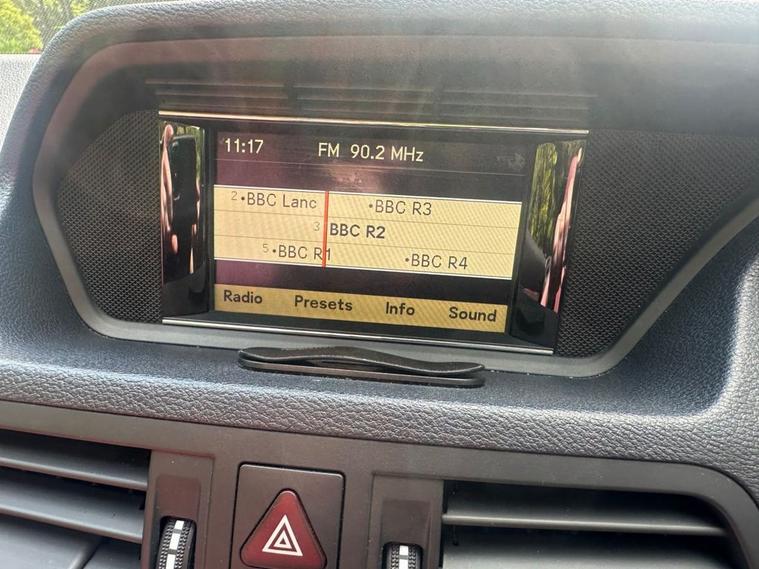 11:17 FM 90.2 MHz
2 •BBC Lanc •BBC R3
3 BBC R2
5 •BBC R1 •BBC R4
Radio Presets Info Sound